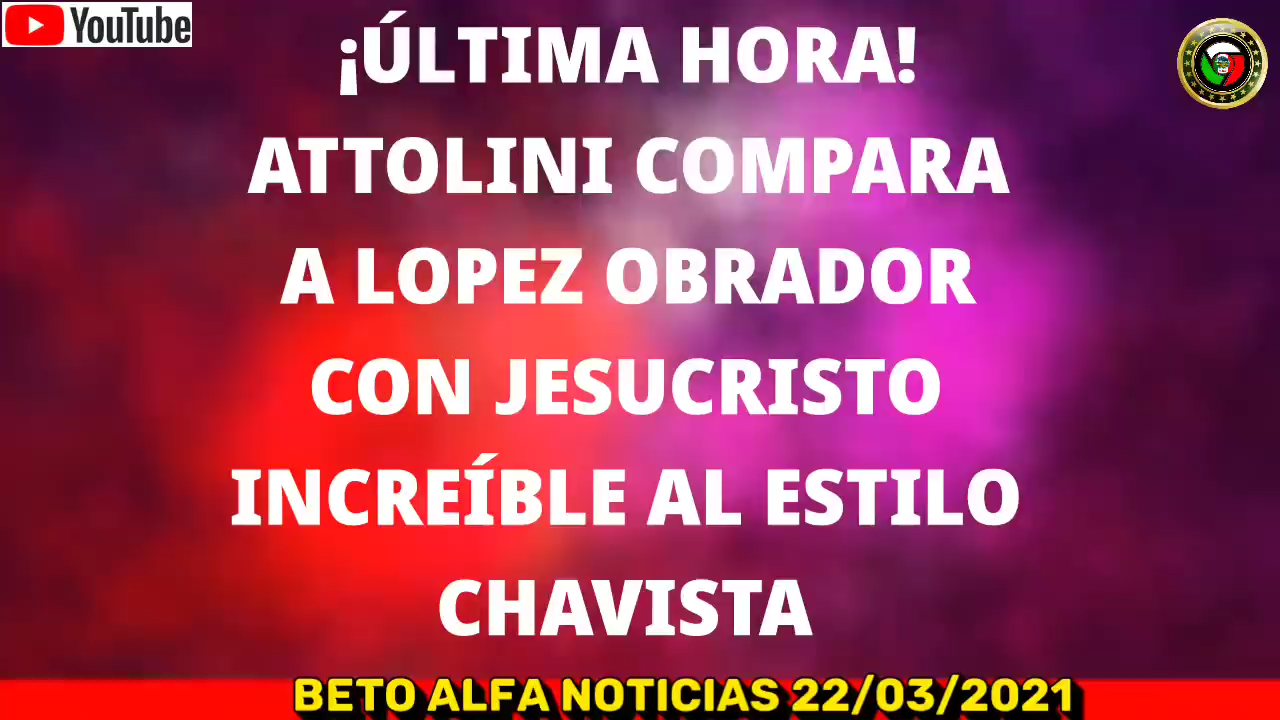 YouTube
¡ÚLTIMA HORA!
ATTOLINI COMPARA
A LOPEZ OBRADOR
CON JESUCRISTO
INCREÍBLE AL ESTILO
CHAVISTA
BETO ALFA NOTICIAS 22/03/2021